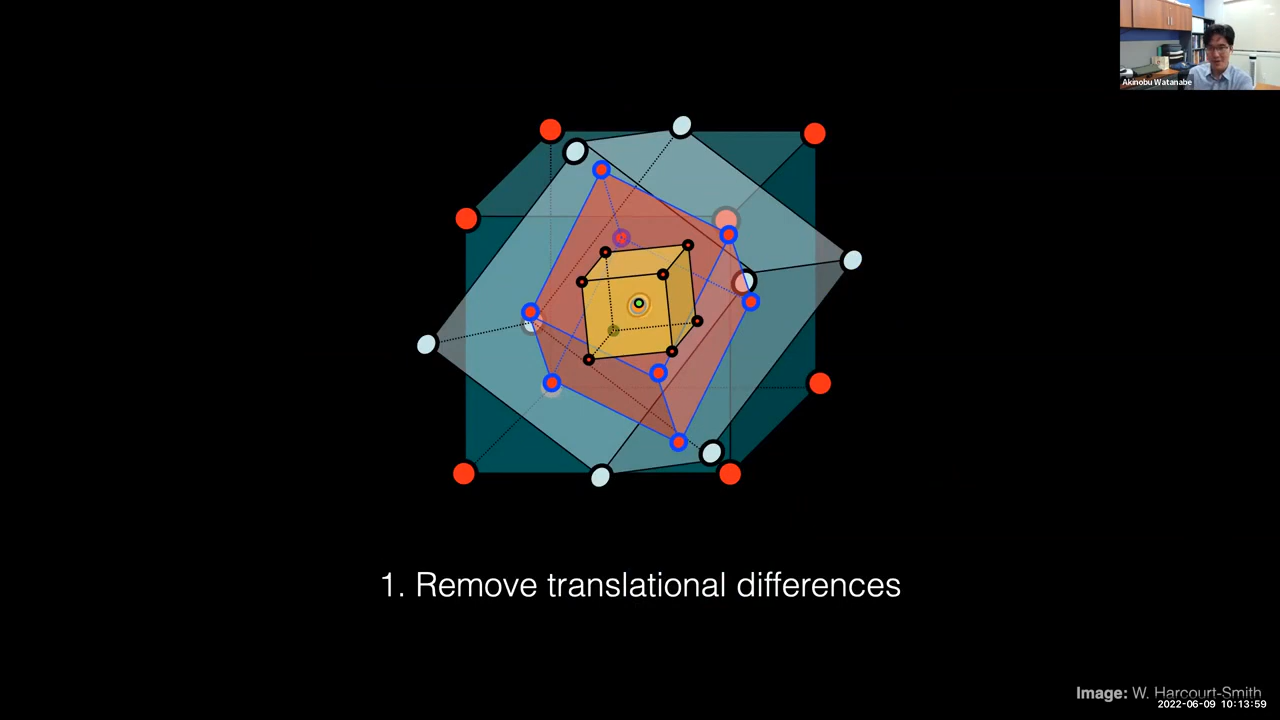 Akinobu Watanabe
1. Remove translational differences
Image: W. Harcourt-Smith
2022-06-09 10:13:59